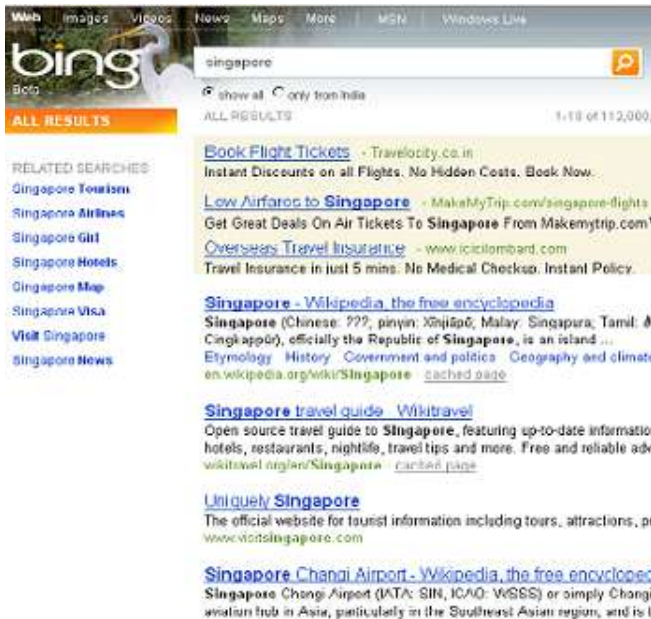 Web Images Videos News Maps More MSN Windows Live
bing
Beta
singapore
show all only from India
ALL RESULTS
ALL RESULTS 1-10 of 112,000,
RELATED SEARCHES
Singapore Tourism
Singapore Airlines
Singapore Girl
Singapore Hotels
Singapore Map
Singapore Visa
Visit Singapore
Singapore News
Book Flight Tickets - Travelocity.co.in
Instant Discounts on all Flights. No Hidden Costs. Book Now.
Low Airfares to Singapore - MakeMyTrip.com/singapore-flights
Get Great Deals On Air Tickets To Singapore From Makemytrip.com
Overseas Travel Insurance - www.icicilombard.com
Travel Insurance in just 5 mins. No Medical Checkup. Instant Policy.
Singapore - Wikipedia, the free encyclopedia
Singapore (Chinese: ???; pinyin: Xīnjiāpō; Malay: Singapura; Tamil:
Cingkappūr), officially the Republic of Singapore, is an island ...
Etymology History Government and politics Geography and climate
en.wikipedia.org/wiki/Singapore cached page
Singapore travel guide - Wikitravel
Open source travel guide to Singapore, featuring up-to-date informatio
hotels, restaurants, nightlife, travel tips and more. Free and reliable adv
wikitravel.org/en/Singapore cached page
Uniquely Singapore
The official website for tourist information including tours, attractions, p
www.visitsingapore.com
Singapore Changi Airport - Wikipedia, the free encycloped
Singapore Changi Airport (IATA: SIN, ICAO: WSSS) or simply Changi
aviation hub in Asia, particularly in the Southeast Asian region, and is t